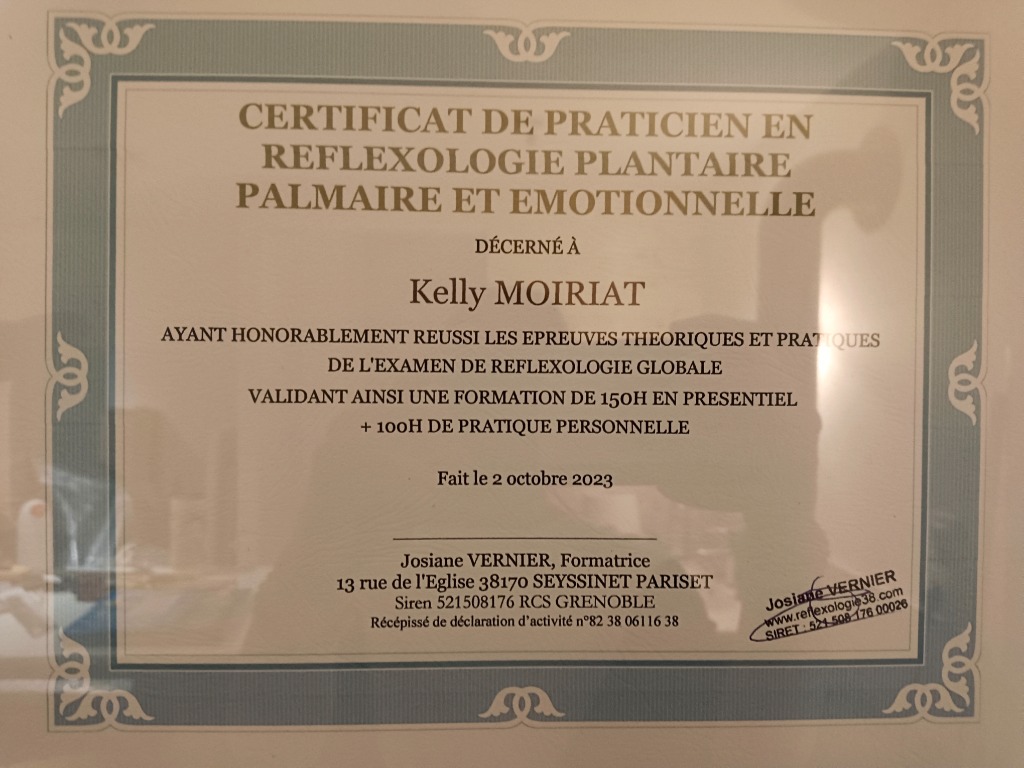 CERTIFICAT DE PRATICIEN EN
REFLEXOLOGIE PLANTAIRE
PALMAIRE ET EMOTIONNELLE
DÉCERNÉ À
Kelly MOIRIAT
AYANT HONORABLEMENT REUSSI LES EPREUVES THEORIQUES ET PRATIQUES
DE L'EXAMEN DE REFLEXOLOGIE GLOBALE
VALIDANT AINSI UNE FORMATION DE 150H EN PRESENTIEL
+ 100H DE PRATIQUE PERSONNELLE
Fait le 2 octobre 2023
Josiane VERNIER, Formatrice
13 rue de l'Eglise 38170 SEYSSINET PARISET
Siren 521508176 RCS GRENOBLE
Récépissé de déclaration d'activité n°82 38 06116 38
Josiane VERNIER
www.reflexologie38.com
SIRET : 521 508 176 00026